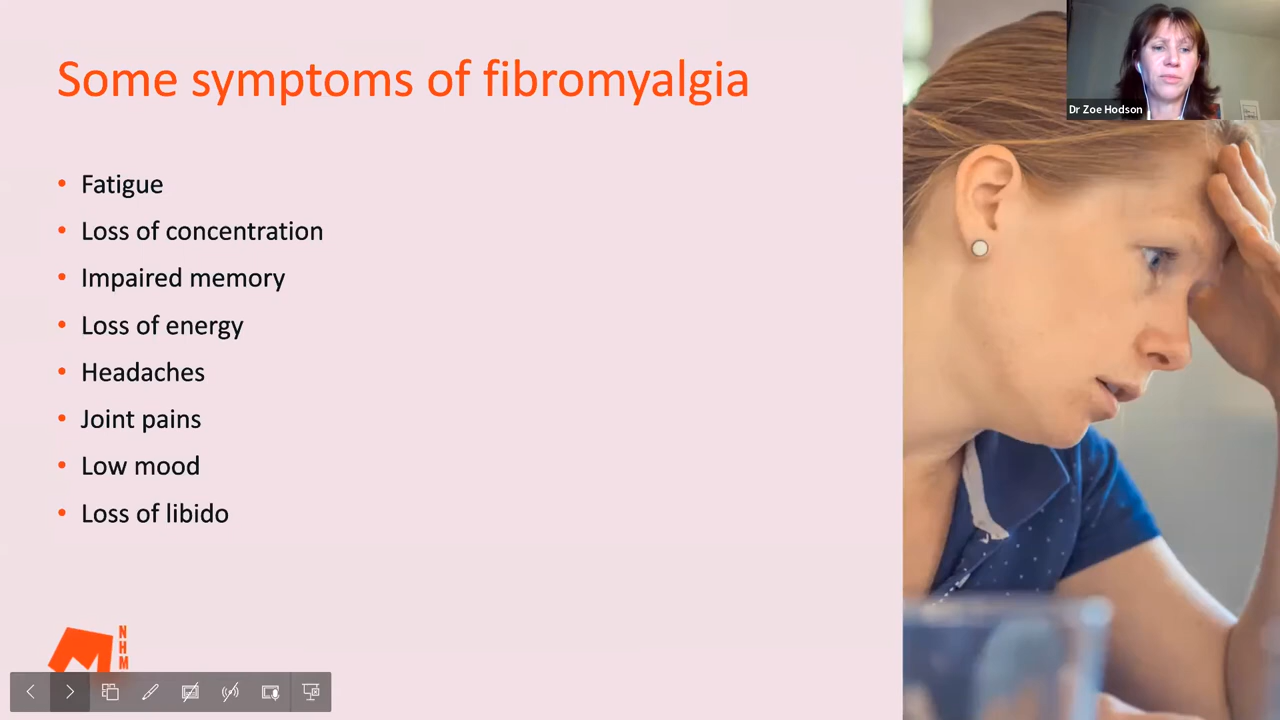 Some symptoms of fibromyalgia
Dr Zoe Hodson
• Fatigue
• Loss of concentration
• Impaired memory
• Loss of energy
• Headaches
• Joint pains
• Low mood
• Loss of libido
NHM